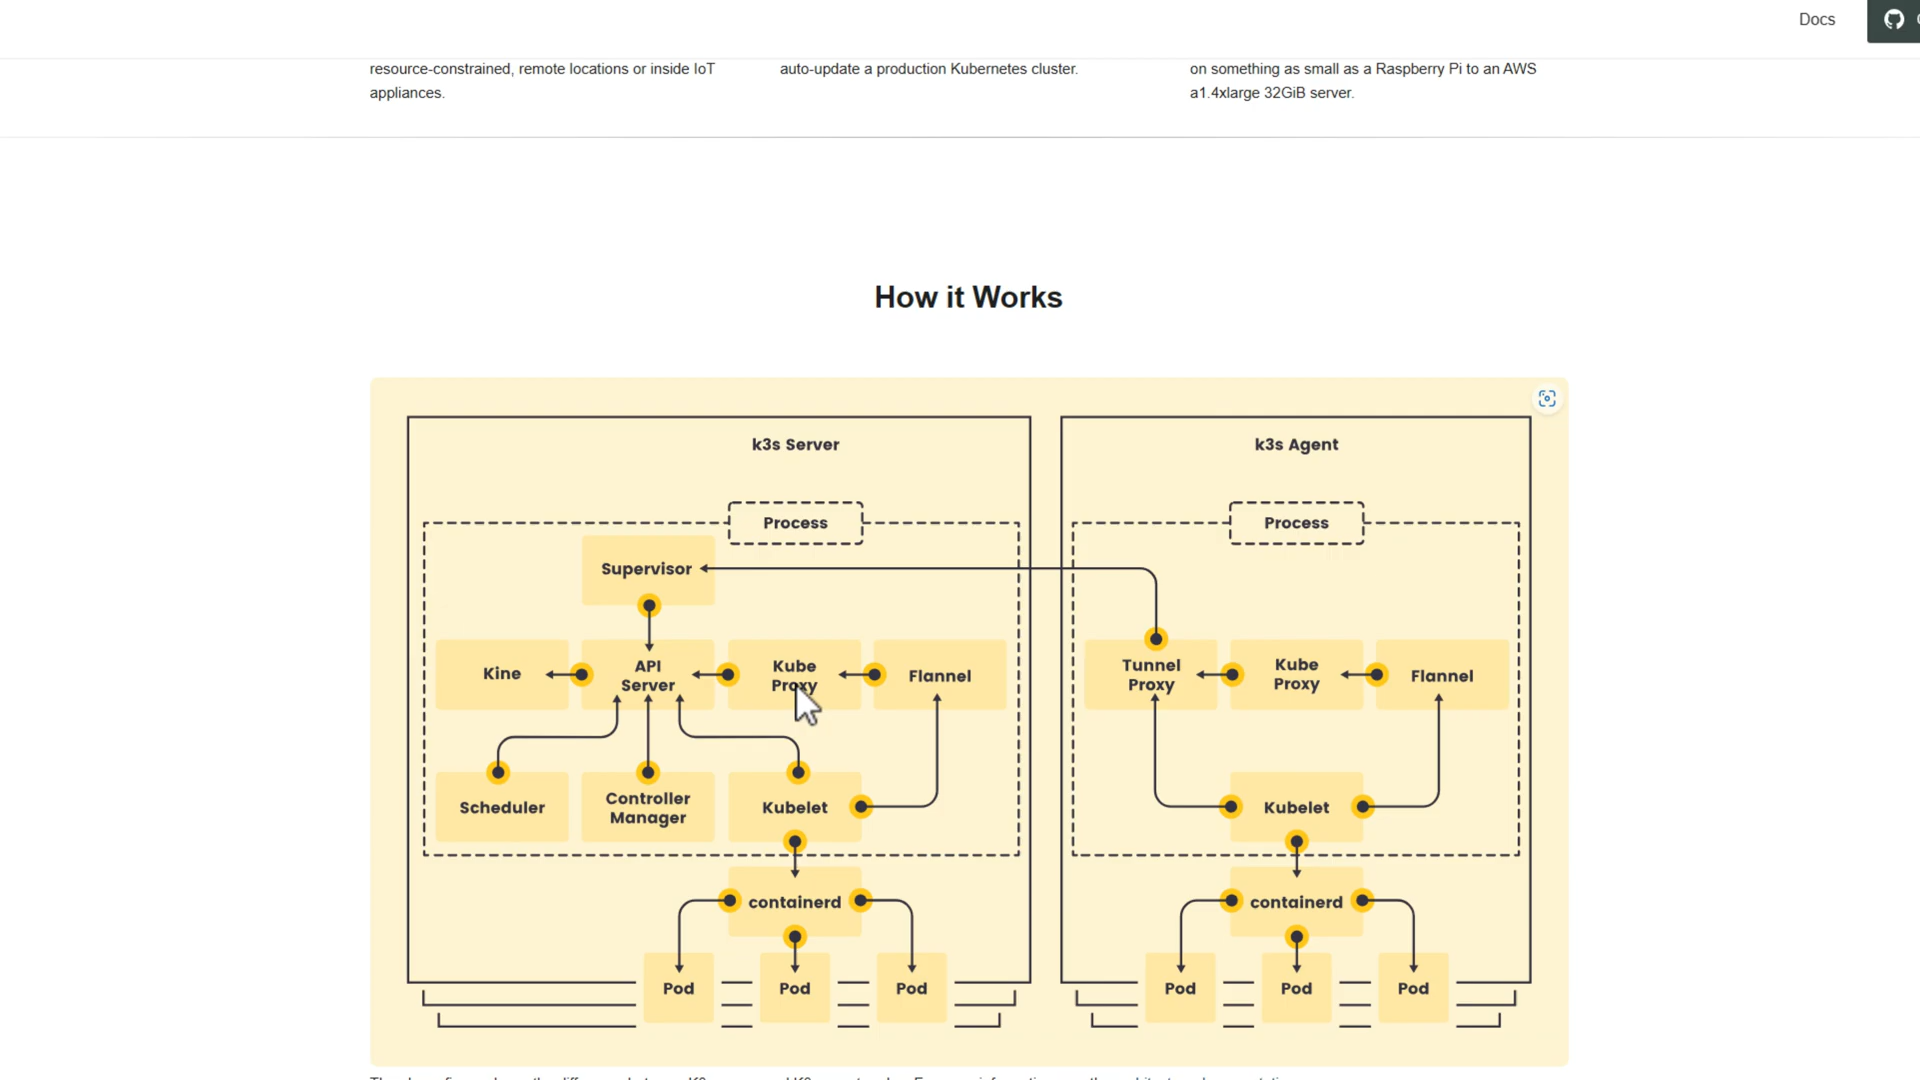 Docs
resource-constrained, remote locations or inside IoT
appliances.
auto-update a production Kubernetes cluster.
on something as small as a Raspberry Pi to an AWS
a1.4xlarge 32GiB server.
How it Works
k3s Server
Process
Supervisor
Kine
API
Server
Kube
Proxy
Flannel
Scheduler
Controller
Manager
Kubelet
containerd
Pod
Pod
Pod
k3s Agent
Process
Tunnel
Proxy
Kube
Proxy
Flannel
Kubelet
containerd
Pod
Pod
Pod